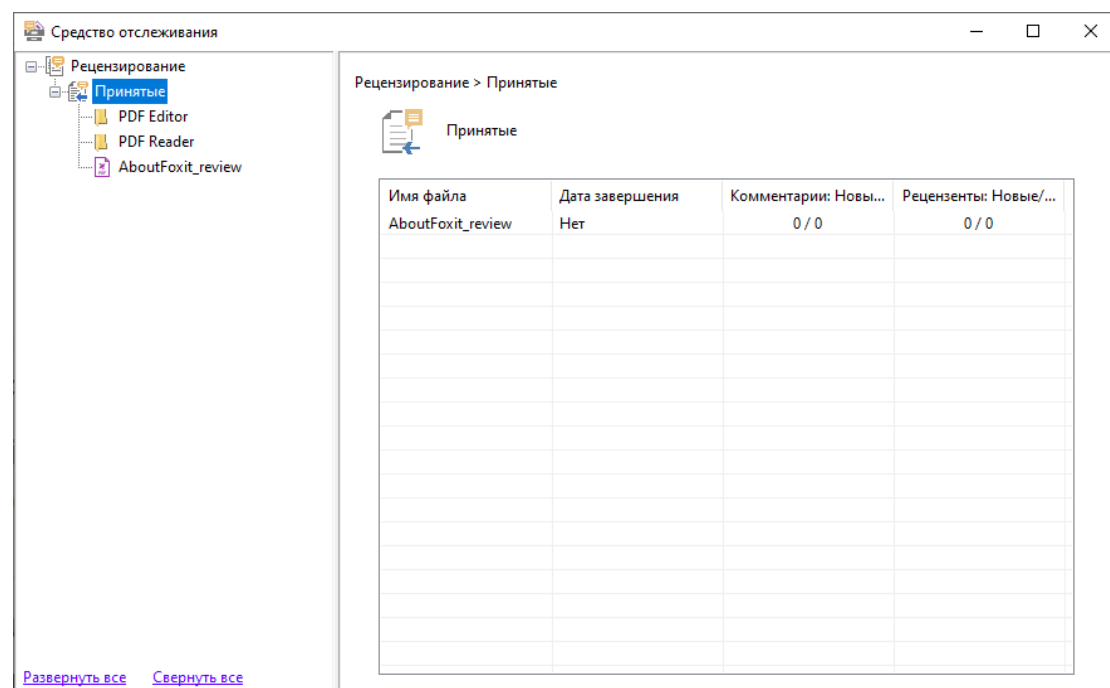 Средство отслеживания
Рецензирование
Принятые
PDF Editor
PDF Reader
AboutFoxit_review
Развернуть все Свернуть все
Рецензирование > Принятые
Принятые
Имя файла Дата завершения Комментарии: Новы... Рецензенты: Новые/...
AboutFoxit_review Нет 0 / 0 0 / 0